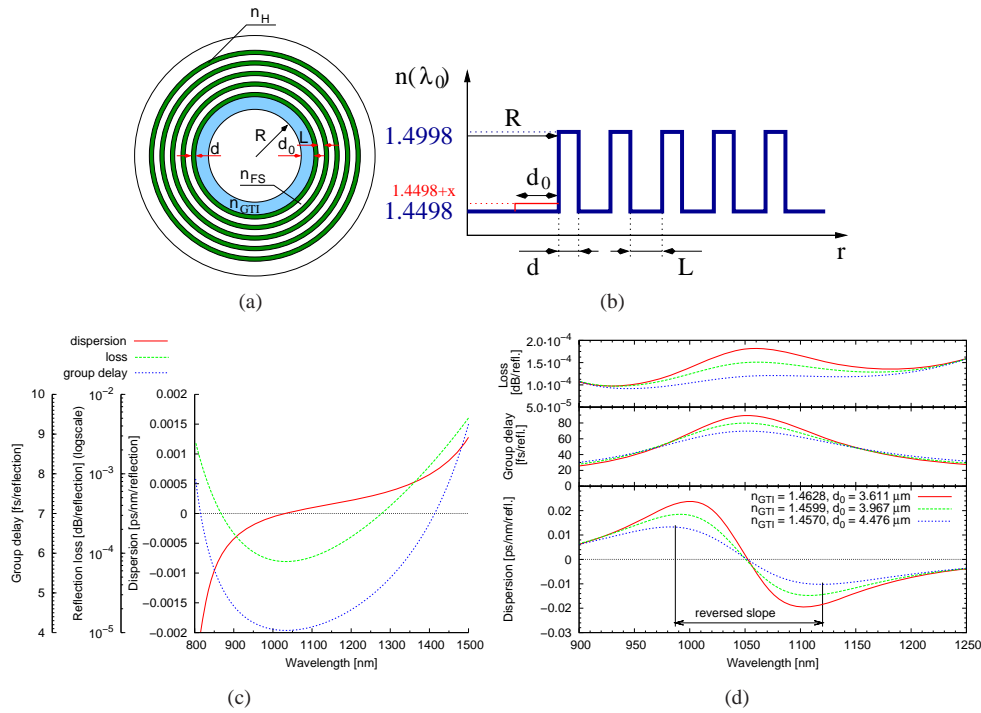 n_H
R
L
d
d_0
n_FS
n_GTI
(a)
n(λ_0)
1.4998
R
d_0
1.4498+x
1.4498
r
d
L
(b)
dispersion
loss
group delay
Group delay [fs/reflection]
10
9
8
7
6
5
4
Reflection loss [dB/reflection] (logscale)
10^-2
10^-3
10^-4
10^-5
Dispersion [ps/nm/reflection]
0.002
0.0015
0.001
0.0005
0
−0.0005
−0.001
−0.0015
−0.002
800 900 1000 1100 1200 1300 1400 1500
Wavelength [nm]
(c)
Loss
[dB/refl.]
2.0·10^-4
1.5·10^-4
1.0·10^-4
5.0·10^-5
Group delay
[fs/refl.]
80
60
40
20
0
Dispersion [ps/nm/refl.]
0.02
0.01
0
−0.01
−0.02
−0.03
n_GTI = 1.4628, d_0 = 3.611 μm
n_GTI = 1.4599, d_0 = 3.967 μm
n_GTI = 1.4570, d_0 = 4.476 μm
reversed slope
900 950 1000 1050 1100 1150 1200 1250
Wavelength [nm]
(d)